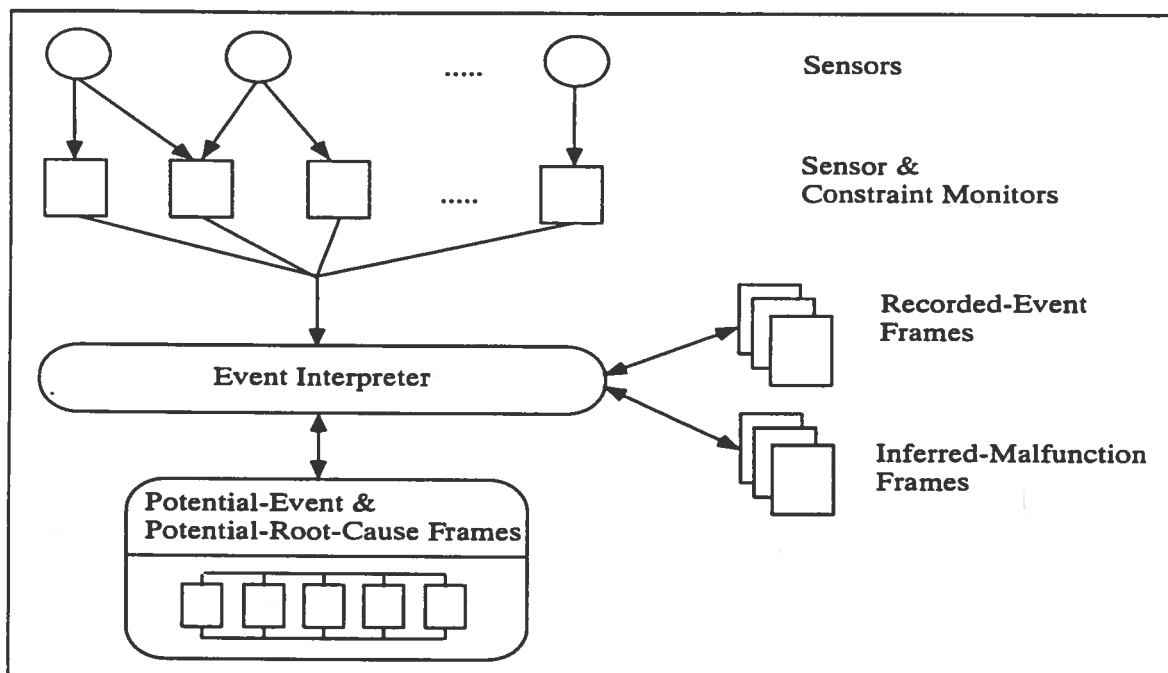 .....
Sensors
Sensor &
Constraint Monitors
.....
Recorded-Event
Frames
Event Interpreter
Inferred-Malfunction
Frames
Potential-Event &
Potential-Root-Cause Frames